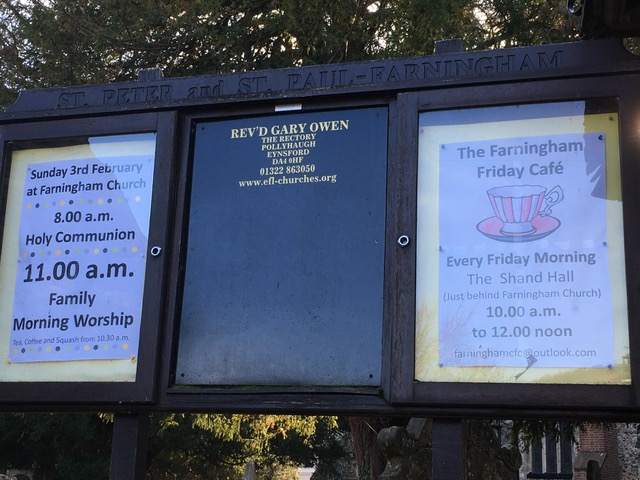 ST. PETER and ST. PAUL-FARNINGHAM
Sunday 3rd February
at Farningham Church
8.00 a.m.
Holy Communion
11.00 a.m.
Family
Morning Worship
Tea, Coffee and Squash from 10.30 a.m.
REV'D GARY OWEN
THE RECTORY
POLLYHAUGH
EYNSFORD
DA4 0HF
01322 863050
www.efl-churches.org
The Farningham
Friday Café
Every Friday Morning
The Shand Hall
(Just behind Farningham Church)
10.00 a.m.
to 12.00 noon
farninghamcfc@outlook.com